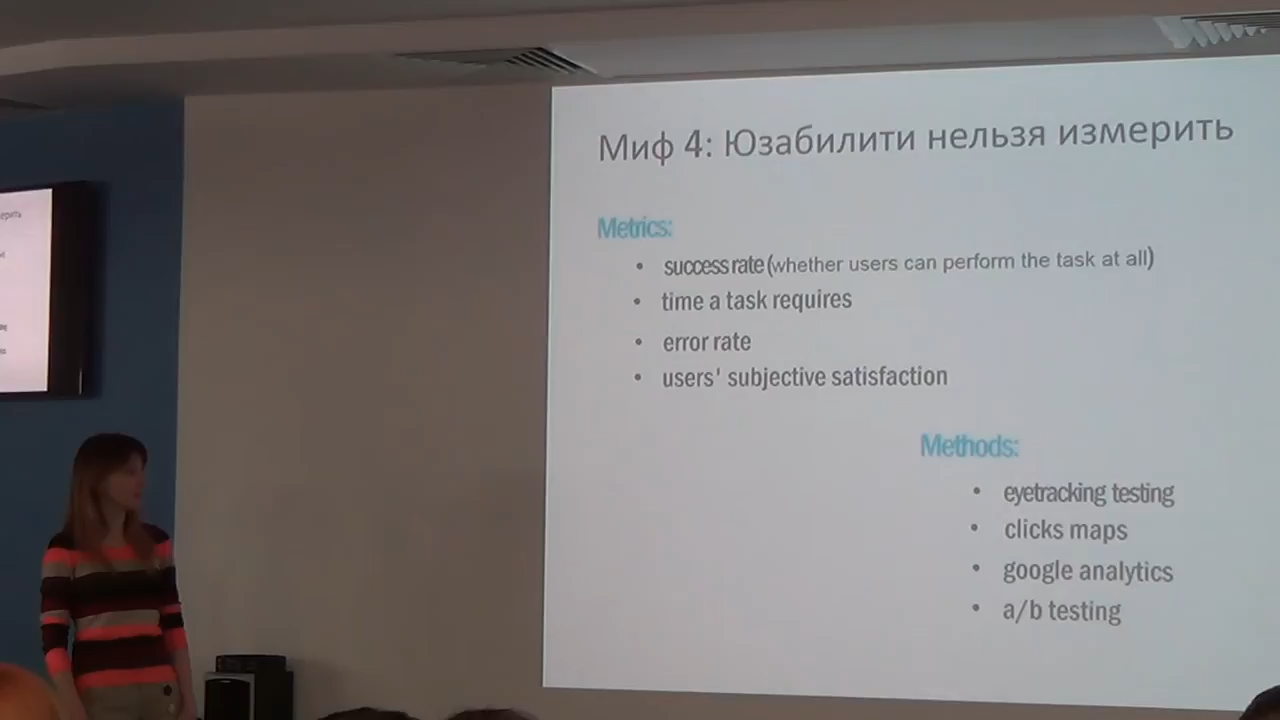 Миф 4: Юзабилити нельзя измерить
Metrics:
• success rate (whether users can perform the task at all)
• time a task requires
• error rate
• users' subjective satisfaction
Methods:
• eyetracking testing
• clicks maps
• google analytics
• a/b testing